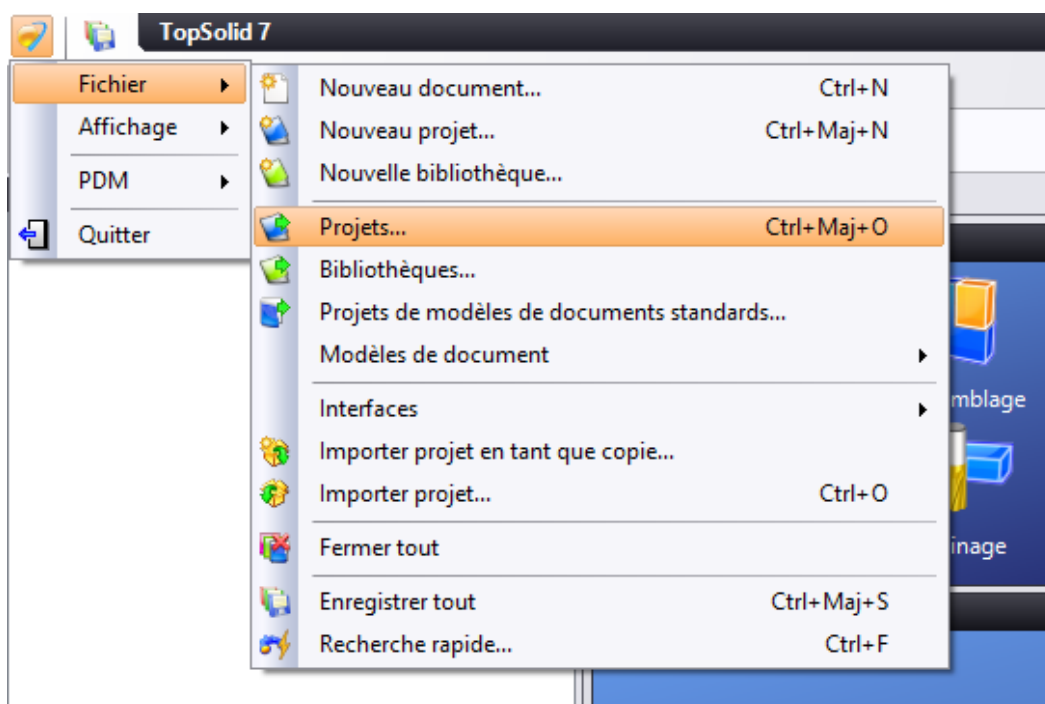 TopSolid 7
Fichier
Affichage
PDM
Quitter
Nouveau document... Ctrl+N
Nouveau projet... Ctrl+Maj+N
Nouvelle bibliothèque...
Projets... Ctrl+Maj+O
Bibliothèques...
Projets de modèles de documents standards...
Modèles de document
Interfaces
Importer projet en tant que copie...
Importer projet... Ctrl+O
Fermer tout
Enregistrer tout Ctrl+Maj+S
Recherche rapide... Ctrl+F
mblage
inage